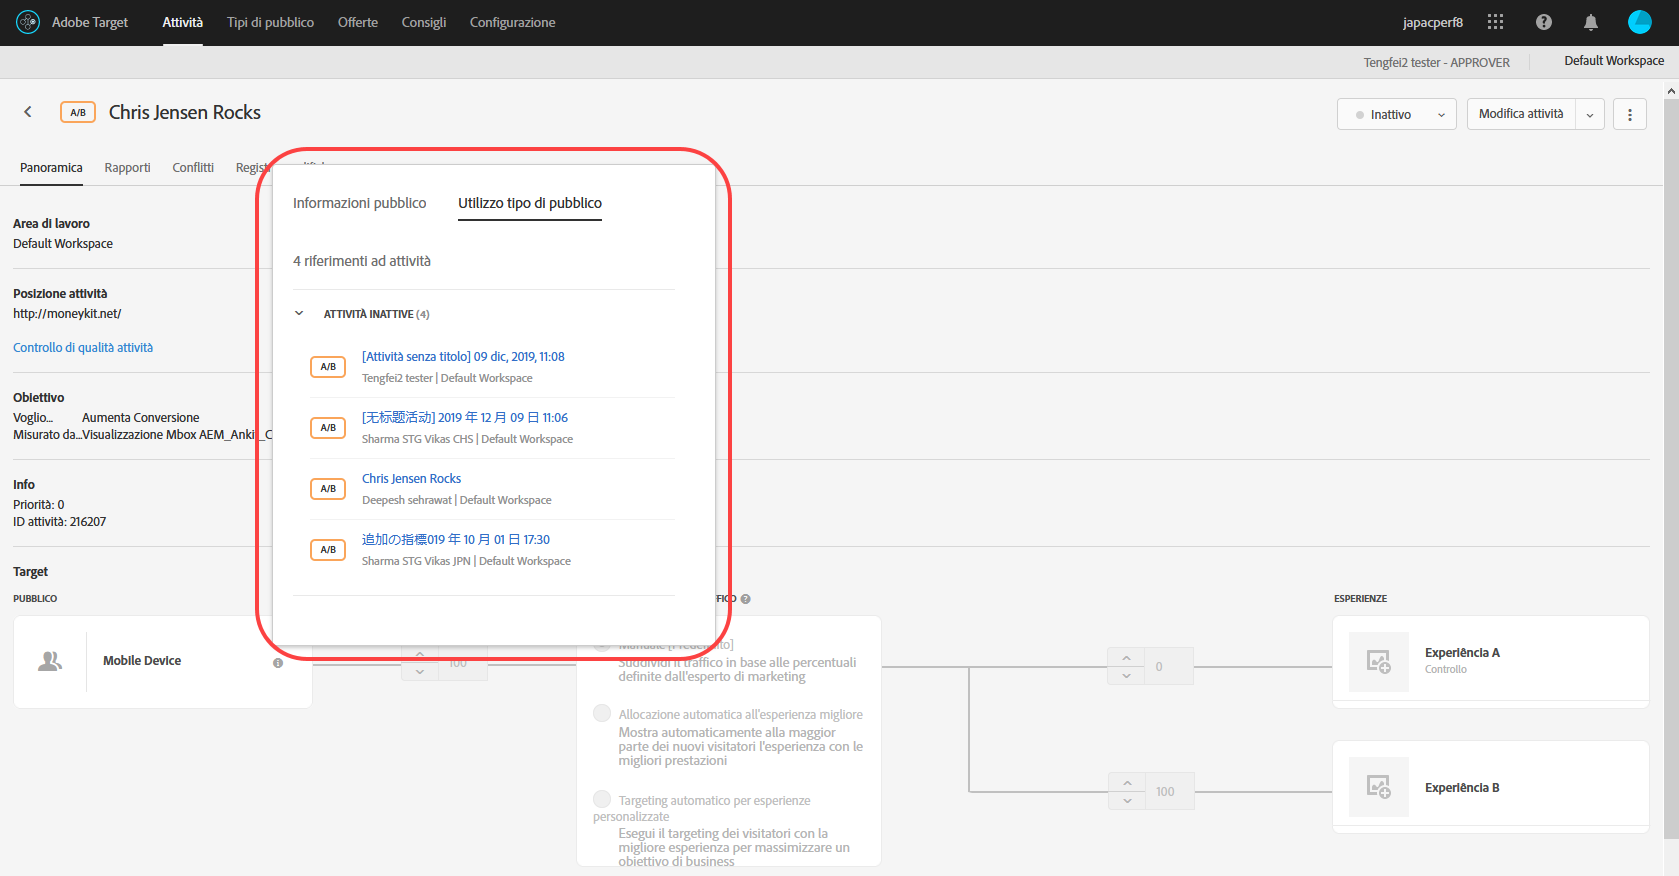 Adobe Target
Attività
Tipi di pubblico
Offerte
Consigli
Configurazione
japacperf8
Tengfei2 tester - APPROVER
Default Workspace
A/B
Chris Jensen Rocks
Inattivo
Modifica attività
Panoramica
Rapporti
Conflitti
Area di lavoro
Default Workspace
Posizione attività
http://moneykit.net/
Controllo di qualità attività
Obiettivo
Voglio... Aumenta Conversione
Misurato da...Visualizzazione Mbox AEM_Anki_C
Info
Priorità: 0
ID attività: 216207
Target
PUBBLICO
Mobile Device
Informazioni pubblico
Utilizzo tipo di pubblico
4 riferimenti ad attività
ATTIVITÀ INATTIVE (4)
A/B
[Attività senza titolo] 09 dic, 2019, 11:08
Tengfei2 tester | Default Workspace
A/B
[无标题活动] 2019 年 12 月 09 日 11:06
Sharma STG Vikas CHS | Default Workspace
A/B
Chris Jensen Rocks
Deepesh sehrawat | Default Workspace
A/B
追加の指標019 年 10 月 01 日 17:30
Sharma STG Vikas JPN | Default Workspace
100
Suddividi il traffico in base alle percentuali
definite dall'esperto di marketing
Allocazione automatica all'esperienza migliore
Mostra automaticamente alla maggior
parte dei nuovi visitatori l'esperienza con le
migliori prestazioni
Targeting automatico per esperienze
personalizzate
Esegui il targeting dei visitatori con la
migliore esperienza per massimizzare un
obiettivo di business
0
100
ESPERIENZE
Experiência A
Controllo
Experiência B